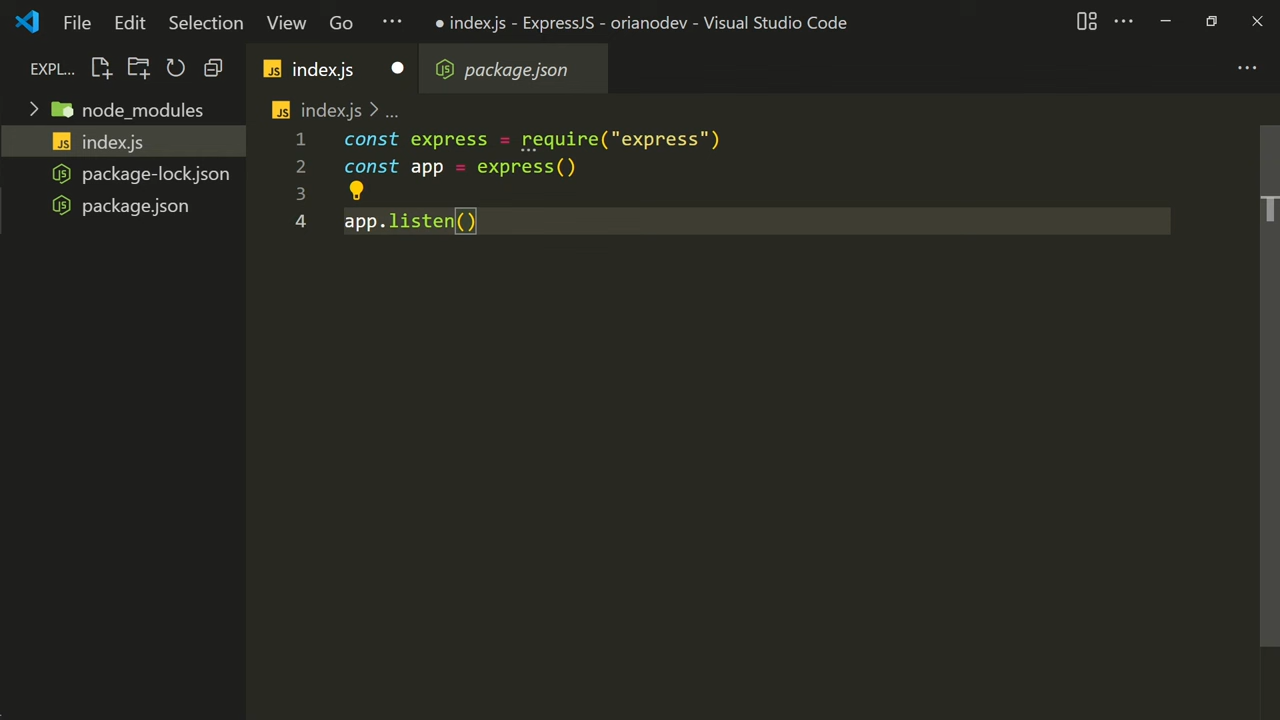 File Edit Selection View Go ··· ● index.js - ExpressJS - orianodev - Visual Studio Code
EXPL...
index.js
package.json
node_modules
index.js
package-lock.json
package.json
JS index.js > ...
1 const express = require("express")
2 const app = express()
3
4 app.listen()